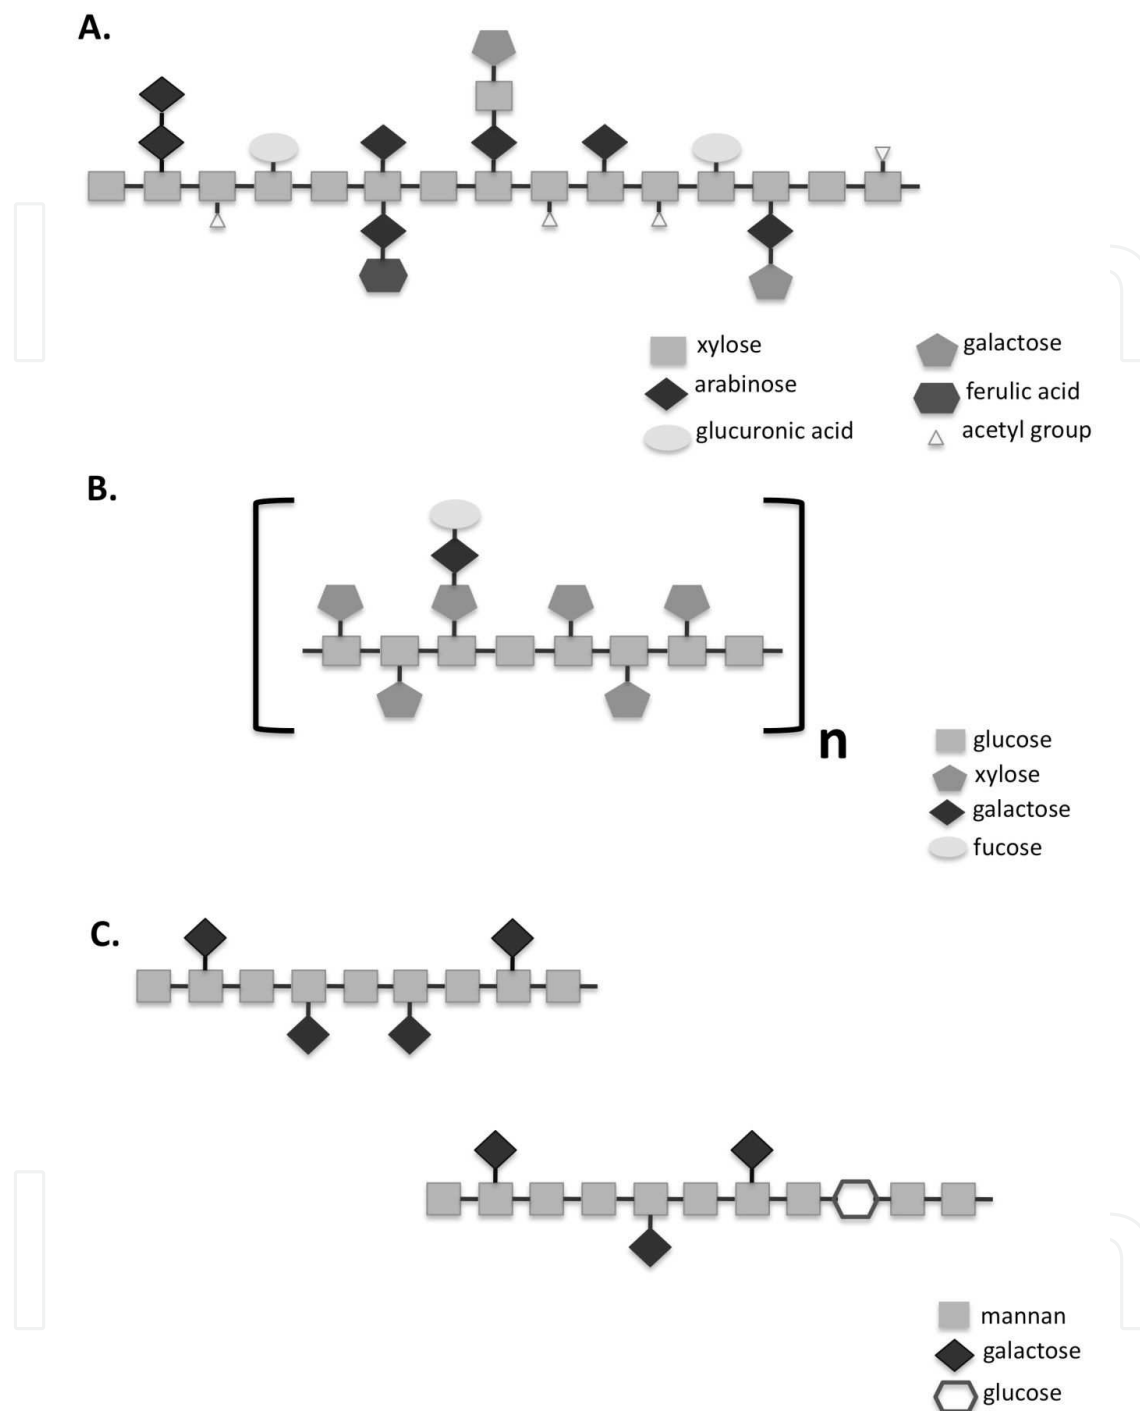 A.
xylose
galactose
arabinose
ferulic acid
glucuronic acid
acetyl group
B.
n
glucose
xylose
galactose
fucose
C.
mannan
galactose
glucose